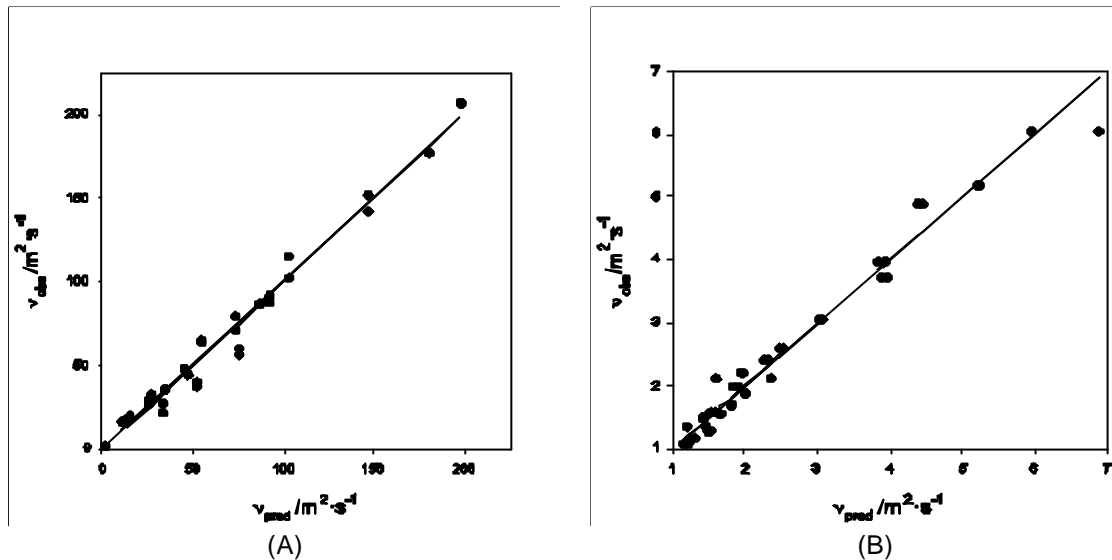 200
150
100
50
0
ν_obs /m²·s⁻¹
0 50 100 150 200
ν_pred /m²·s⁻¹
(A)
7
6
5
4
3
2
1
ν_obs /m²·s⁻¹
1 2 3 4 5 6 7
ν_pred /m²·s⁻¹
(B)